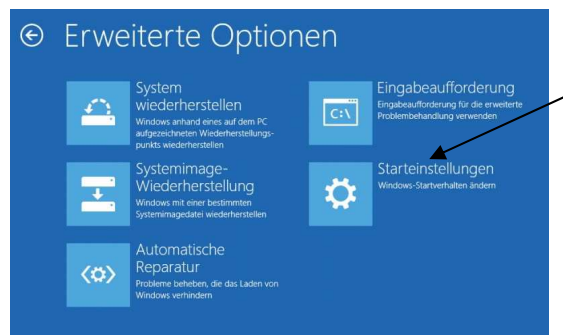 Erweiterte Optionen
System
wiederherstellen
Windows anhand eines auf dem PC
aufgezeichneten Wiederherstellungs-
punkts wiederherstellen
Systemimage-
Wiederherstellung
Windows mit einer bestimmten
Systemimagedatei wiederherstellen
Automatische
Reparatur
Probleme beheben, die das Laden von
Windows verhindern
C:\
Eingabeaufforderung
Eingabeaufforderung für die erweiterte
Problembehandlung verwenden
Starteinstellungen
Windows-Startverhalten ändern